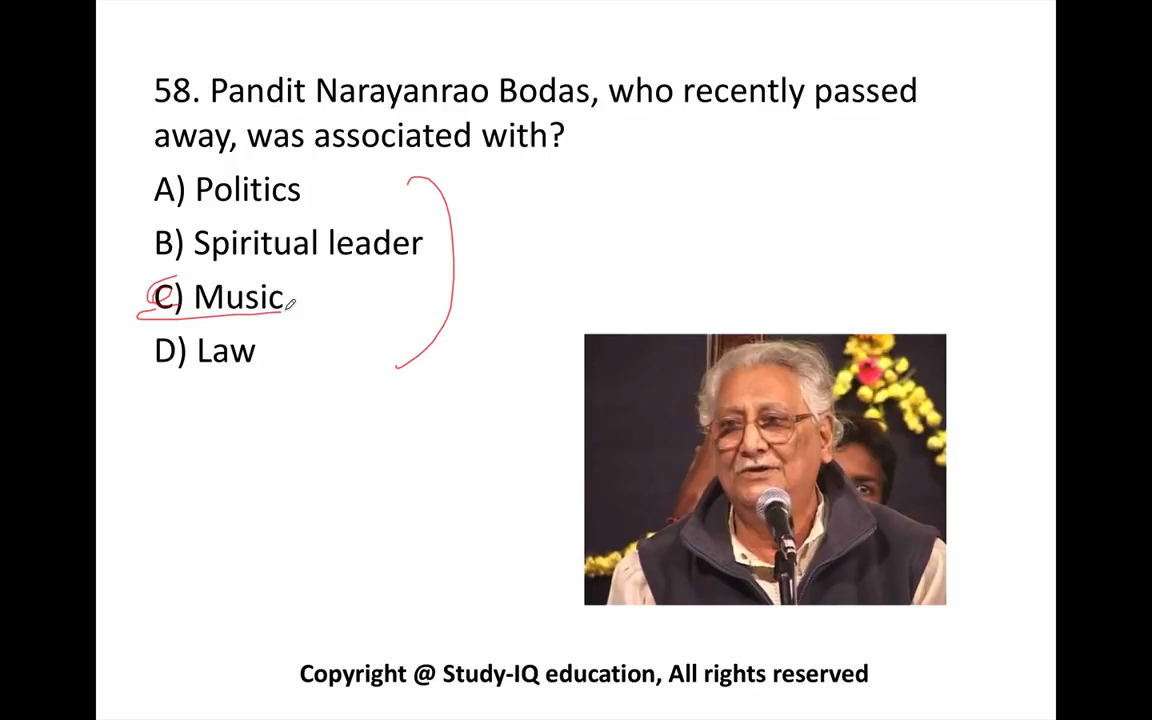 58. Pandit Narayanrao Bodas, who recently passed
away, was associated with?
A) Politics
B) Spiritual leader
C) Music
D) Law
Copyright @ Study-IQ education, All rights reserved